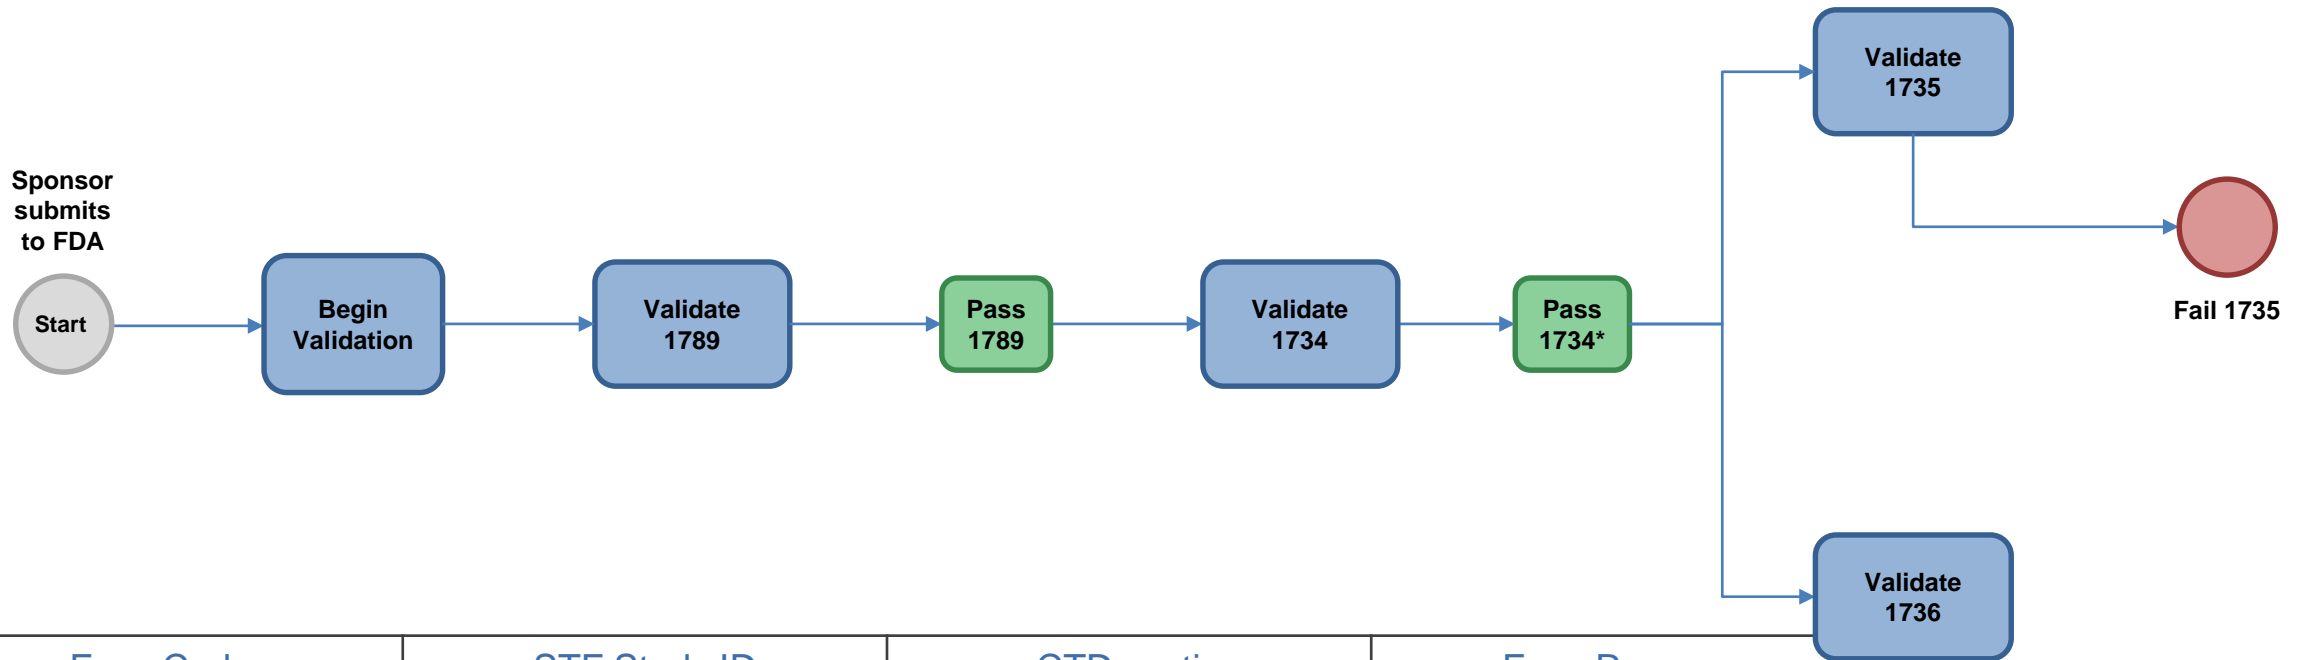 Sponsor
submits
to FDA
Start
Begin
Validation
Validate
1789
Pass
1789
Validate
1734
Pass
1734*
Validate
1735
Fail 1735
Validate
1736